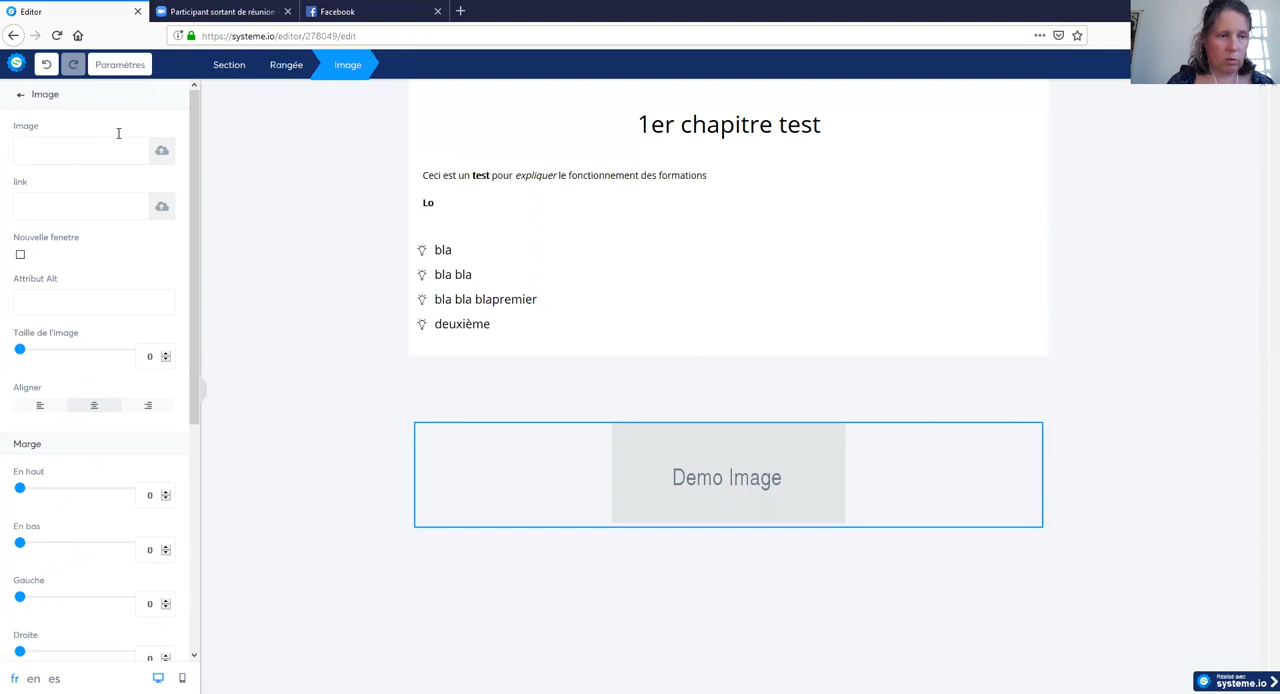 Editor
Participant sortant de réunion
Facebook
https://systeme.io/editor/278049/edit
Paramètres
Section
Rangée
Image
Image
Image
link
Nouvelle fenetre
Attribut Alt
Taille de l'image
0
Aligner
Marge
En haut
0
En bas
0
Gauche
0
Droite
0
fr en es
1er chapitre test
Ceci est un test pour expliquer le fonctionnement des formations
Lo
bla
bla bla
bla bla blapremier
deuxième
Demo Image
Réalisé avec
systeme.io